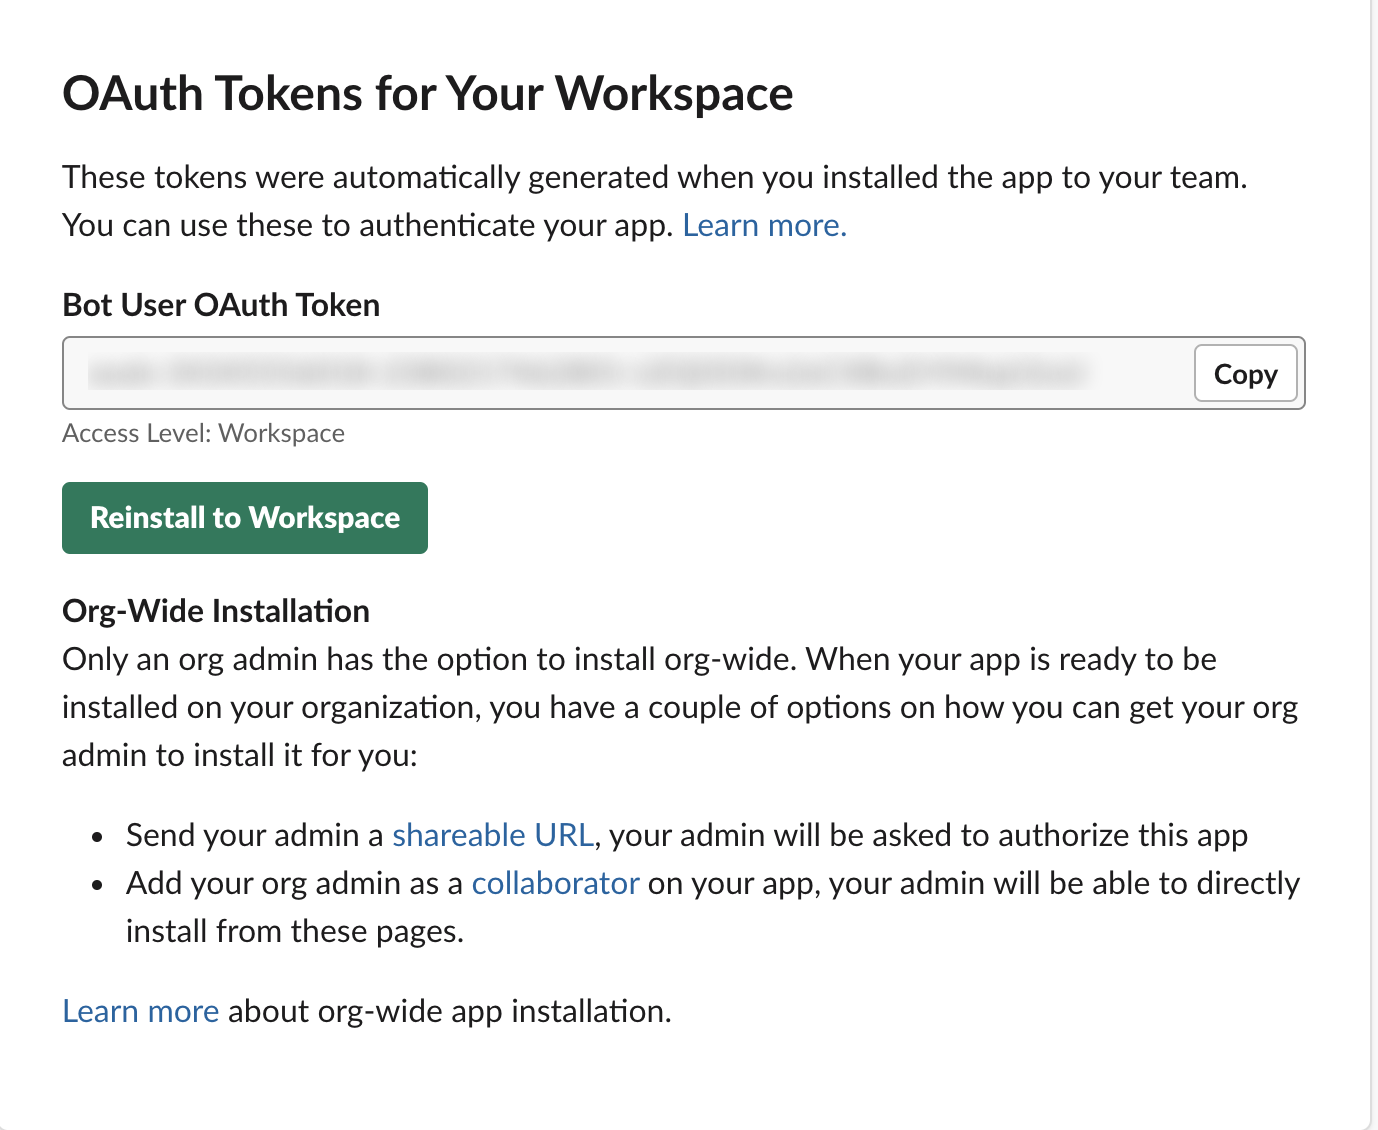 OAuth Tokens for Your Workspace
These tokens were automatically generated when you installed the app to your team.
You can use these to authenticate your app. Learn more.
Bot User OAuth Token
Copy
Access Level: Workspace
Reinstall to Workspace
Org-Wide Installation
Only an org admin has the option to install org-wide. When your app is ready to be
installed on your organization, you have a couple of options on how you can get your org
admin to install it for you:
• Send your admin a shareable URL, your admin will be asked to authorize this app
• Add your org admin as a collaborator on your app, your admin will be able to directly
install from these pages.
Learn more about org-wide app installation.